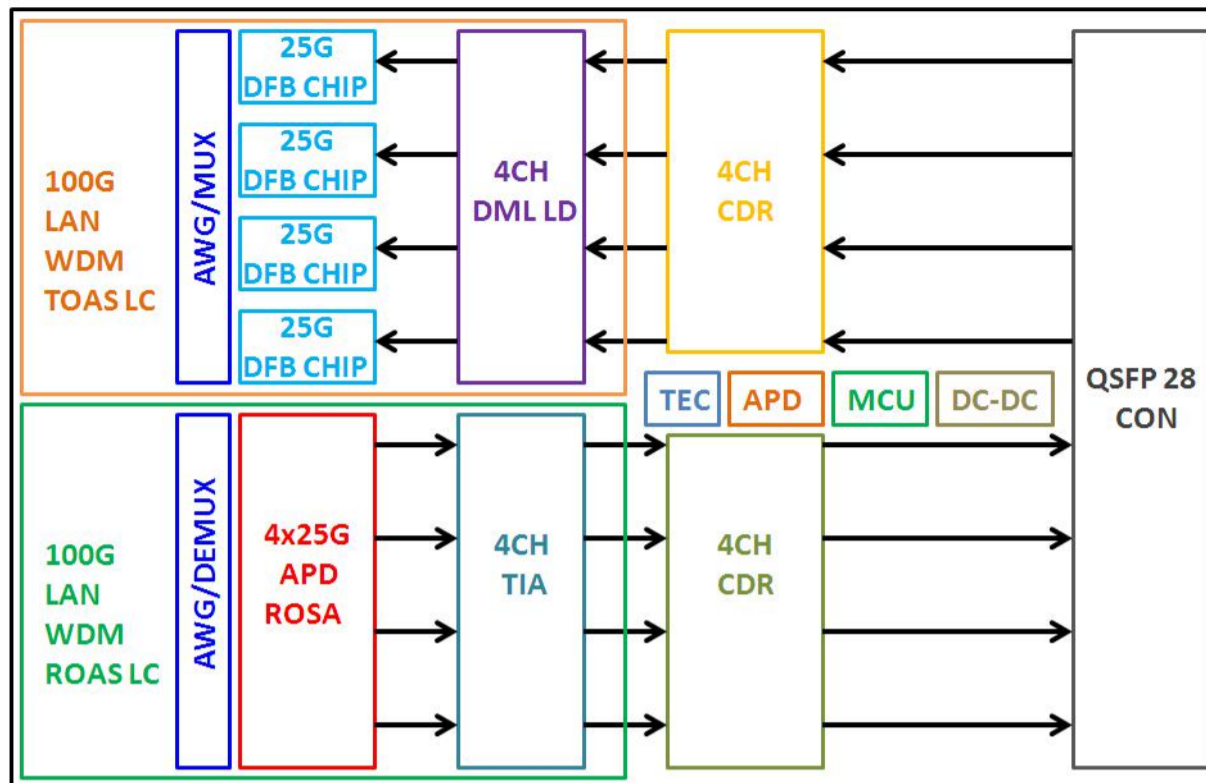 100G
LAN
WDM
TOAS LC
AWG/MUX
25G
DFB CHIP
25G
DFB CHIP
25G
DFB CHIP
25G
DFB CHIP
4CH
DML LD
4CH
CDR
QSFP 28
CON
TEC
APD
MCU
DC-DC
100G
LAN
WDM
ROAS LC
AWG/DEMUX
4x25G
APD
ROSA
4CH
TIA
4CH
CDR